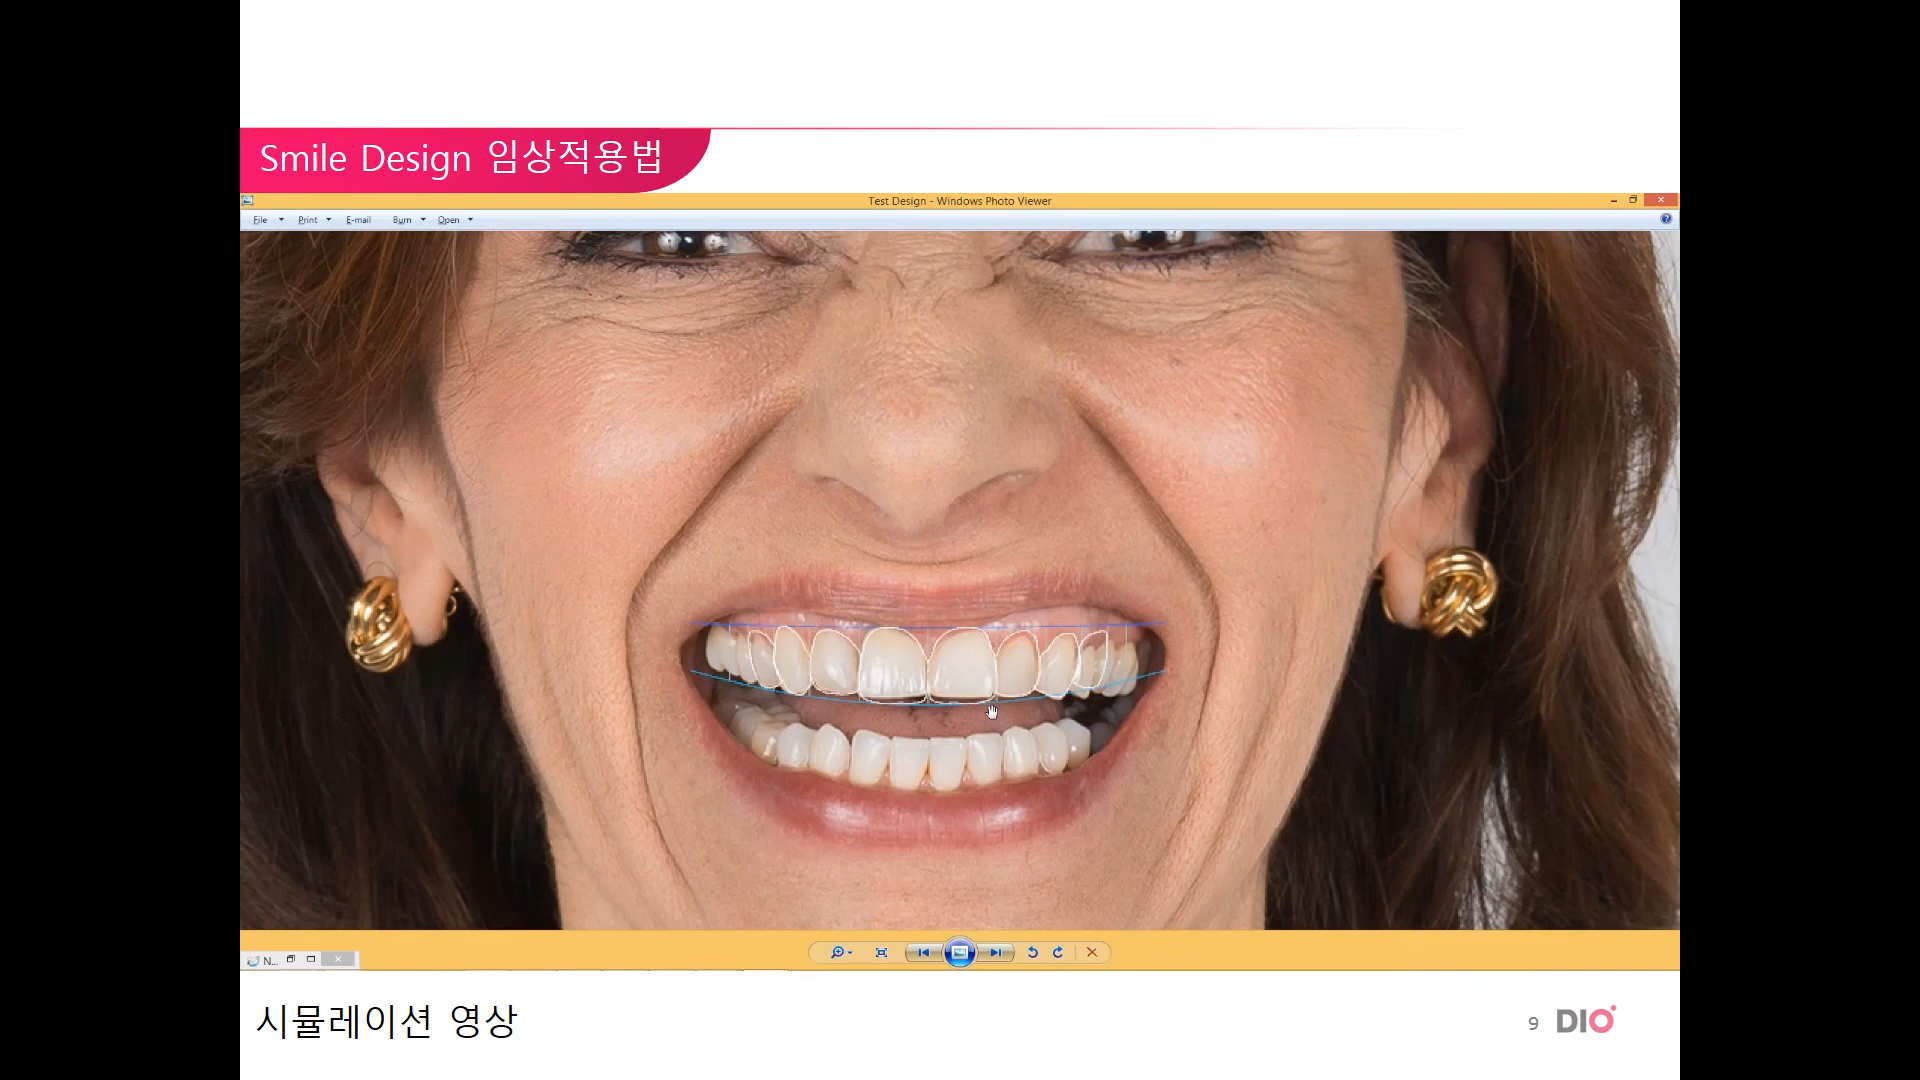 Smile Design 임상적용법
Test Design - Windows Photo Viewer
File Print E-mail Burn Open
N...
시뮬레이션 영상
9 DIO